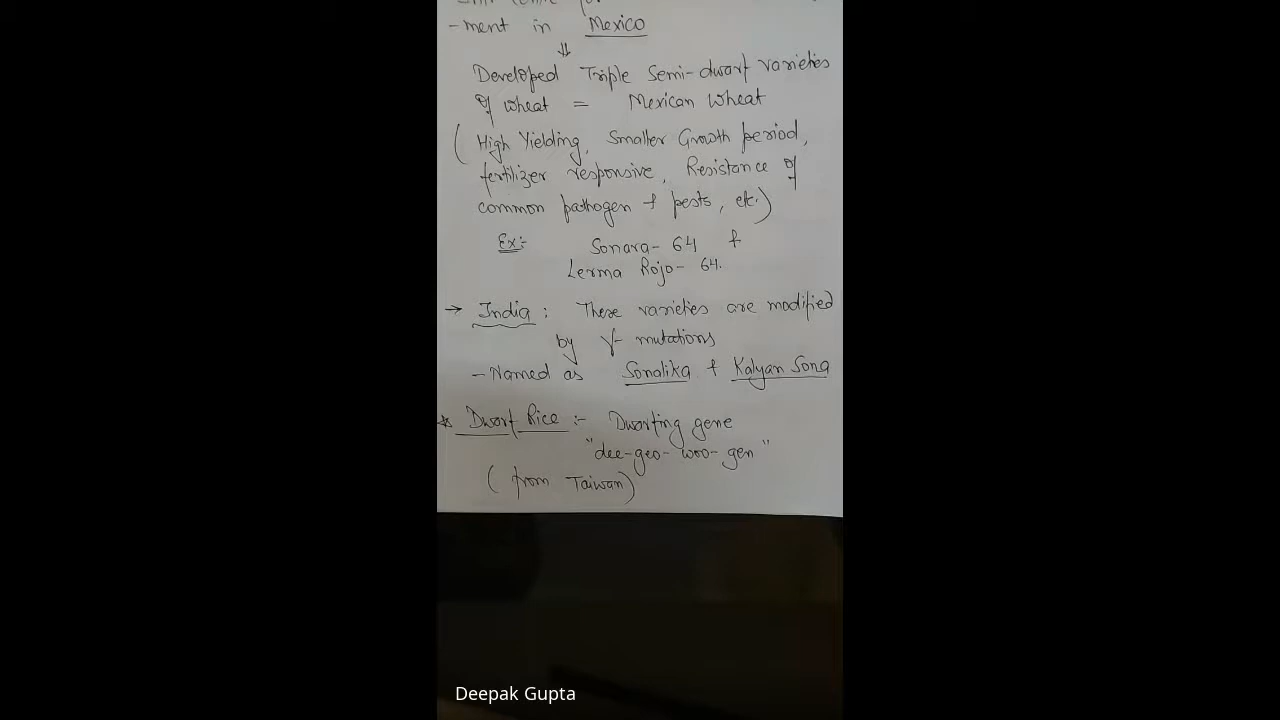 -ment in Mexico
Developed Triple Semi-dwarf varieties
of wheat = Mexican Wheat
( High Yielding, Smaller Growth period,
fertilizer responsive, Resistance of
common pathogen & pests, etc.)
Ex:- Sonara- 64 &
Lerma Rojo- 64.
→ India : These varieties are modified
by γ- mutations
- Named as Sonalika & Kalyan Sona
* Dwarf Rice :- Dwarting gene
"dee-geo- woo- gen"
( from Taiwan)
Deepak Gupta